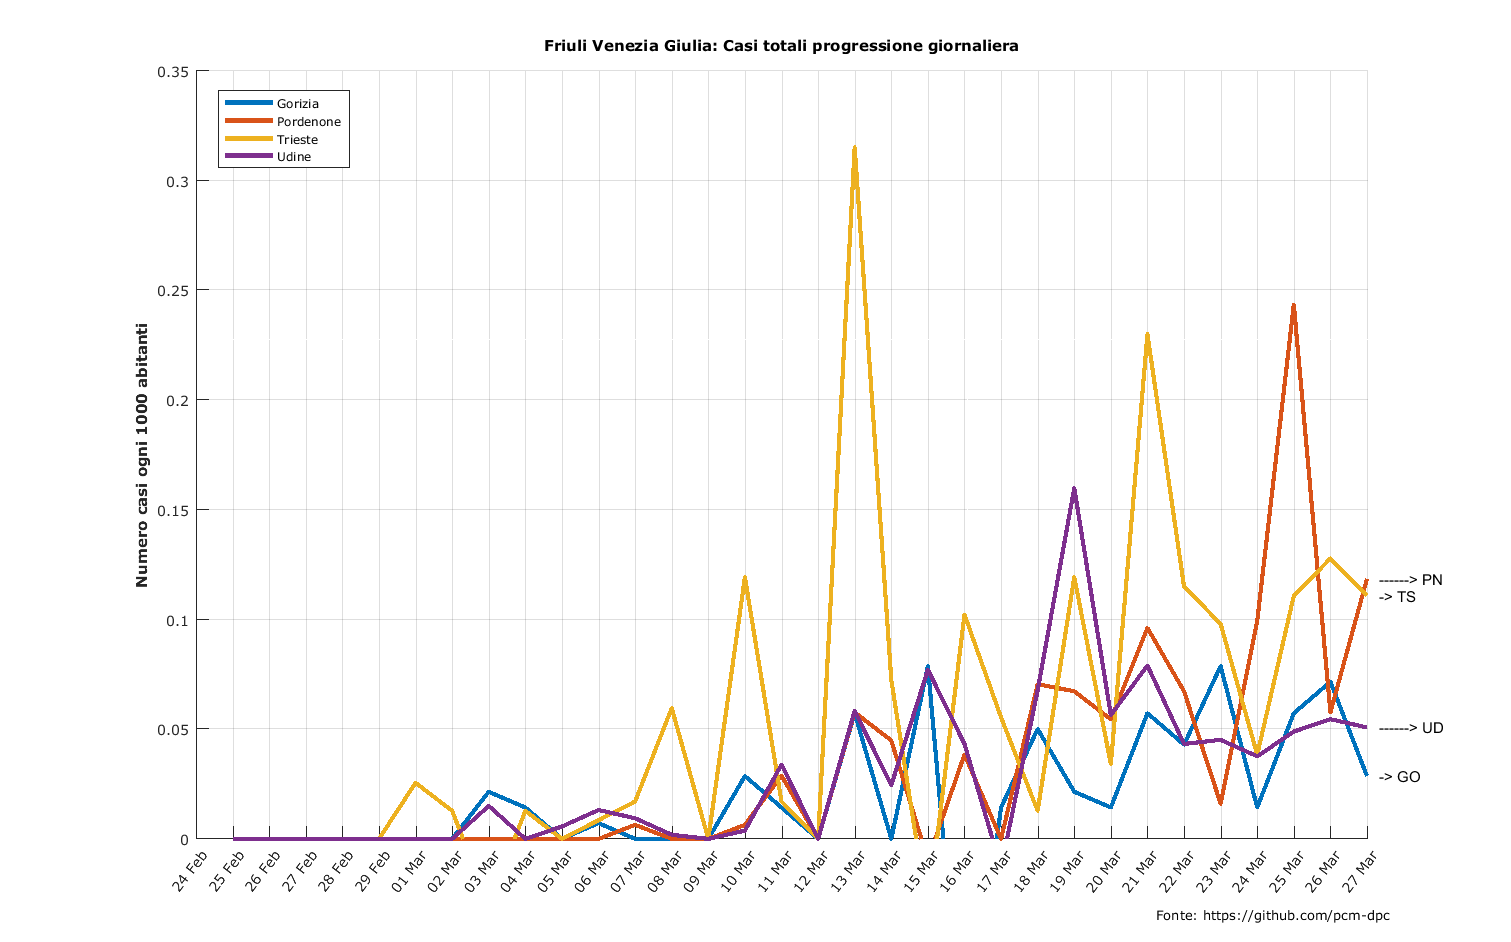 Friuli Venezia Giulia: Casi totali progressione giornaliera
0.35
0.3
0.25
0.2
0.15
0.1
0.05
0
Numero casi ogni 1000 abitanti
Gorizia
Pordenone
Trieste
Udine
------> PN
-> TS
------> UD
-> GO
24 Feb
25 Feb
26 Feb
27 Feb
28 Feb
29 Feb
01 Mar
02 Mar
03 Mar
04 Mar
05 Mar
06 Mar
07 Mar
08 Mar
09 Mar
10 Mar
11 Mar
12 Mar
13 Mar
14 Mar
15 Mar
16 Mar
17 Mar
18 Mar
19 Mar
20 Mar
21 Mar
22 Mar
23 Mar
24 Mar
25 Mar
26 Mar
27 Mar
Fonte: https://github.com/pcm-dpc